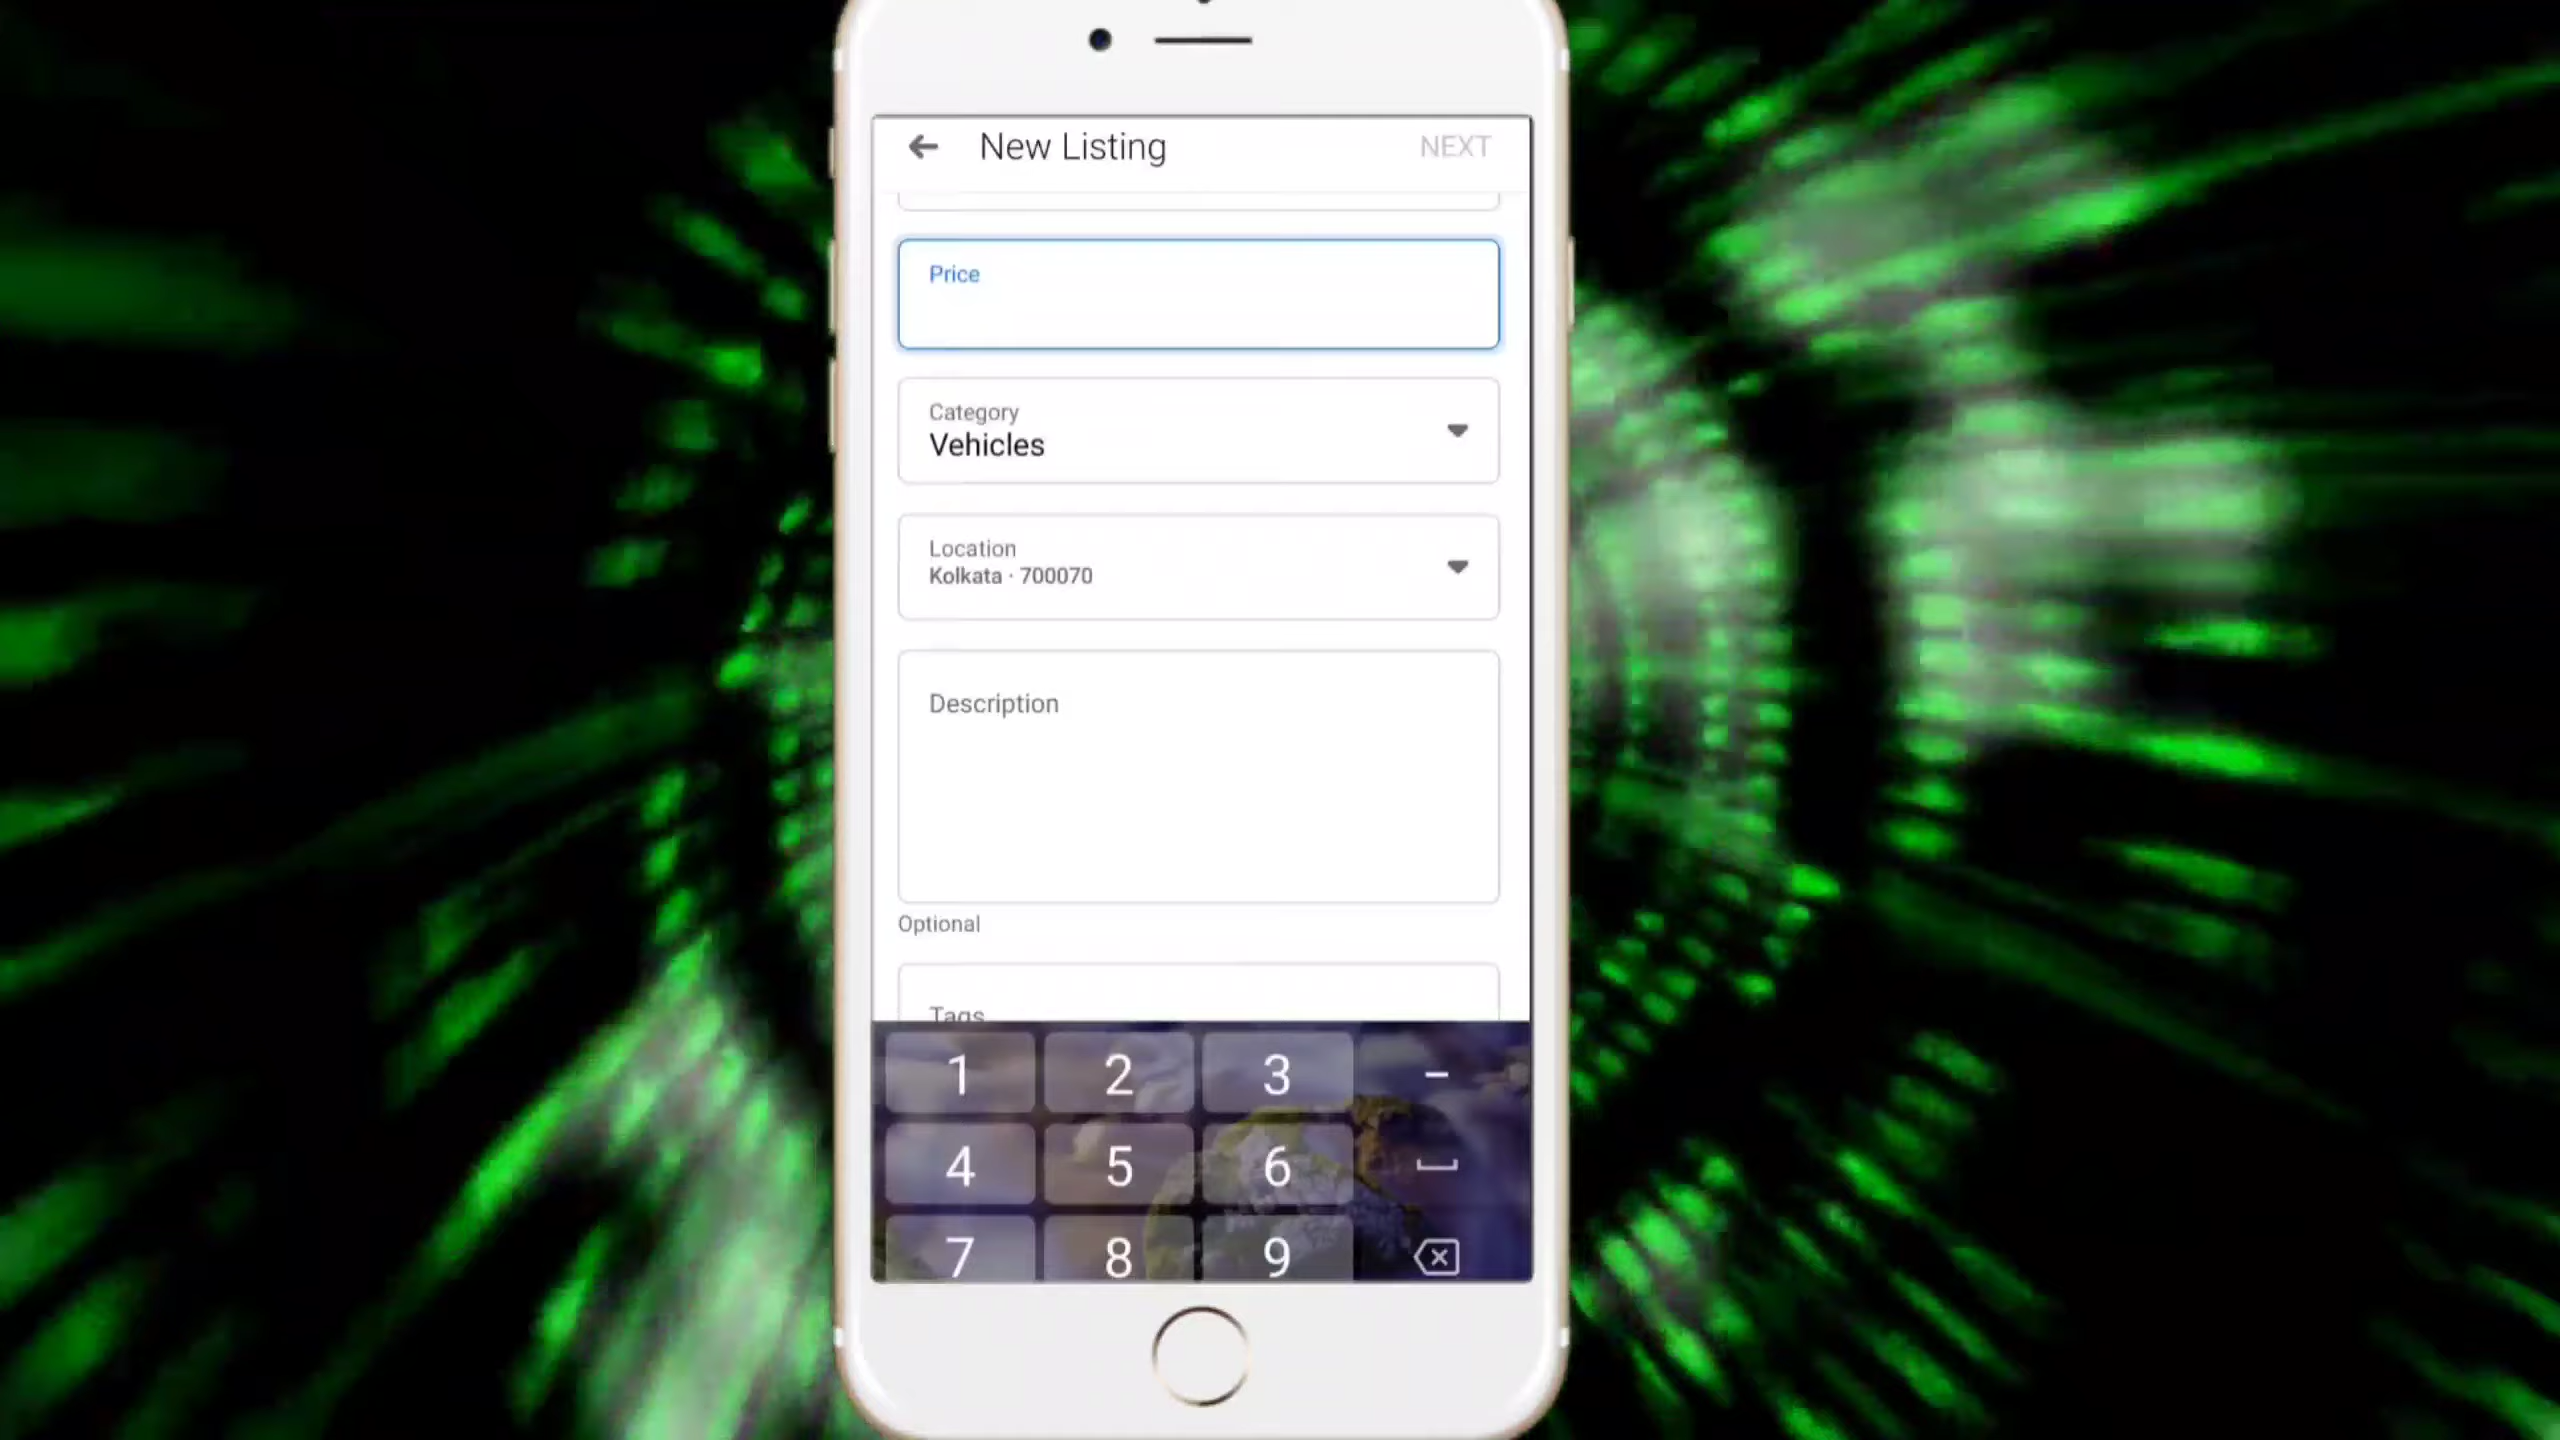 New Listing
NEXT
Price
Category
Vehicles
Location
Kolkata · 700070
Description
Optional
Tags
1 2 3 –
4 5 6
7 8 9